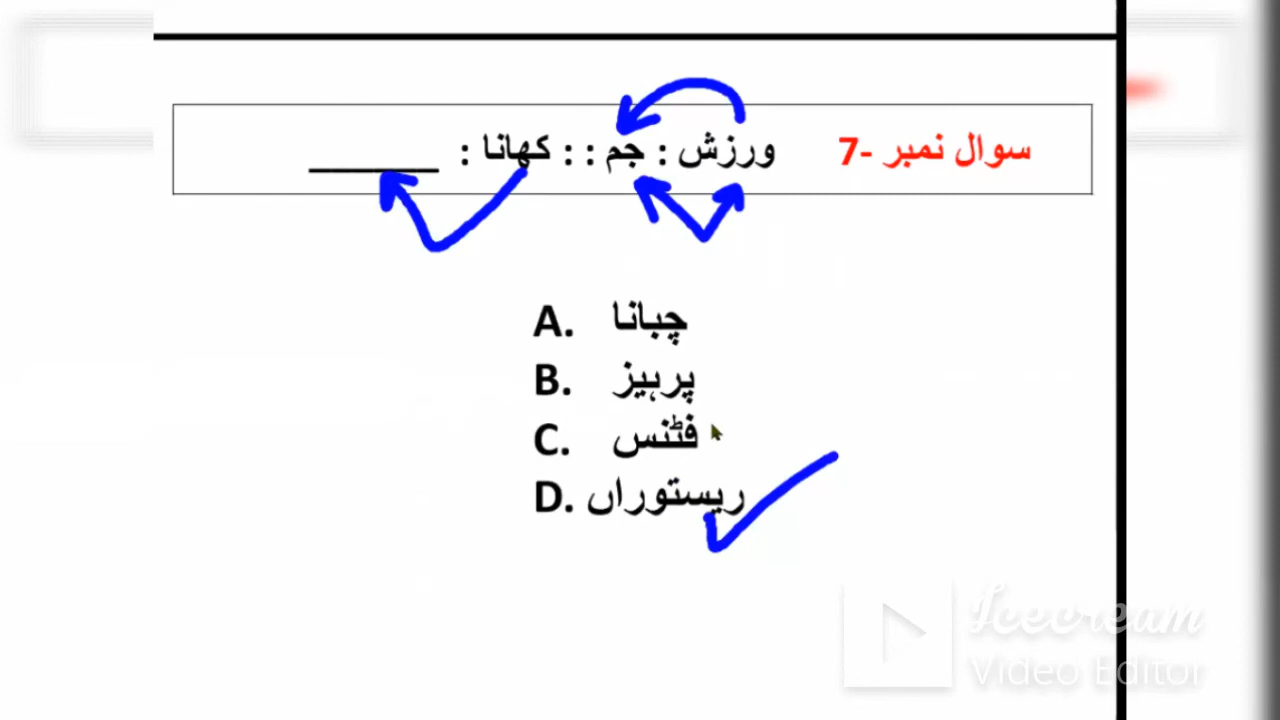 سوال نمبر -7 ورزش : جم : : کھانا : ______
A. چبانا
B. پرہیز
C. فٹنس
D. ریستوراں
Icecream
Video Editor